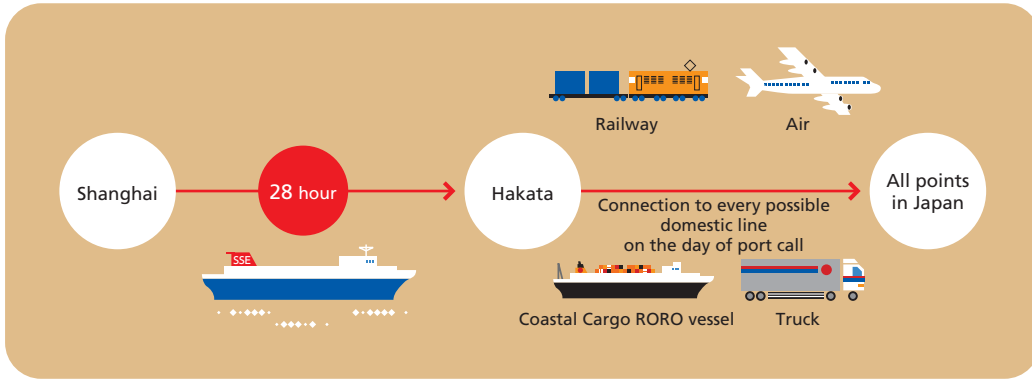 Railway
Air
Shanghai
28 hour
Hakata
All points
in Japan
Connection to every possible
domestic line
on the day of port call
SSE
Coastal Cargo RORO vessel
Truck